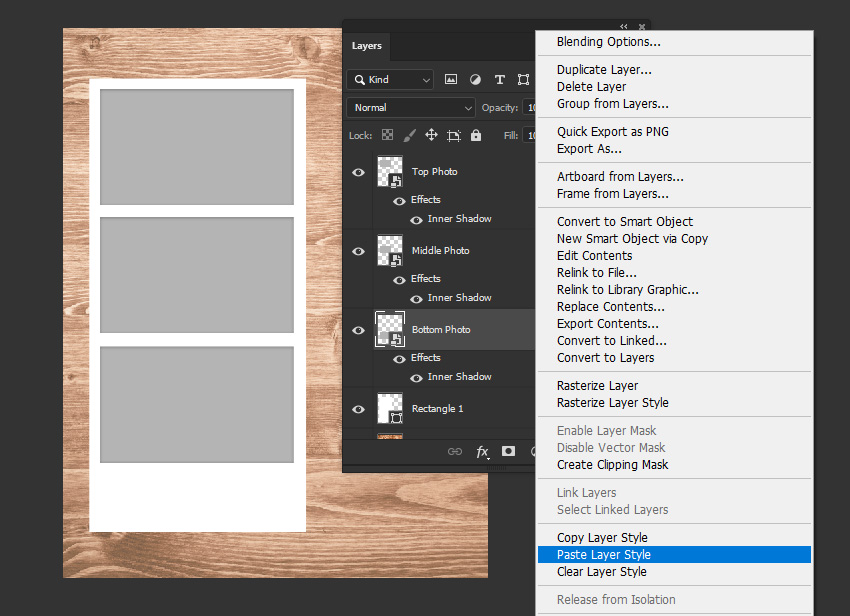 Layers
Kind
Normal
Opacity: 10
Lock:
Fill: 10
Top Photo
Effects
Inner Shadow
Middle Photo
Effects
Inner Shadow
Bottom Photo
Effects
Inner Shadow
Rectangle 1
fx
Blending Options...
Duplicate Layer...
Delete Layer
Group from Layers...
Quick Export as PNG
Export As...
Artboard from Layers...
Frame from Layers...
Convert to Smart Object
New Smart Object via Copy
Edit Contents
Relink to File...
Relink to Library Graphic...
Replace Contents...
Export Contents...
Convert to Linked...
Convert to Layers
Rasterize Layer
Rasterize Layer Style
Enable Layer Mask
Disable Vector Mask
Create Clipping Mask
Link Layers
Select Linked Layers
Copy Layer Style
Paste Layer Style
Clear Layer Style
Release from Isolation